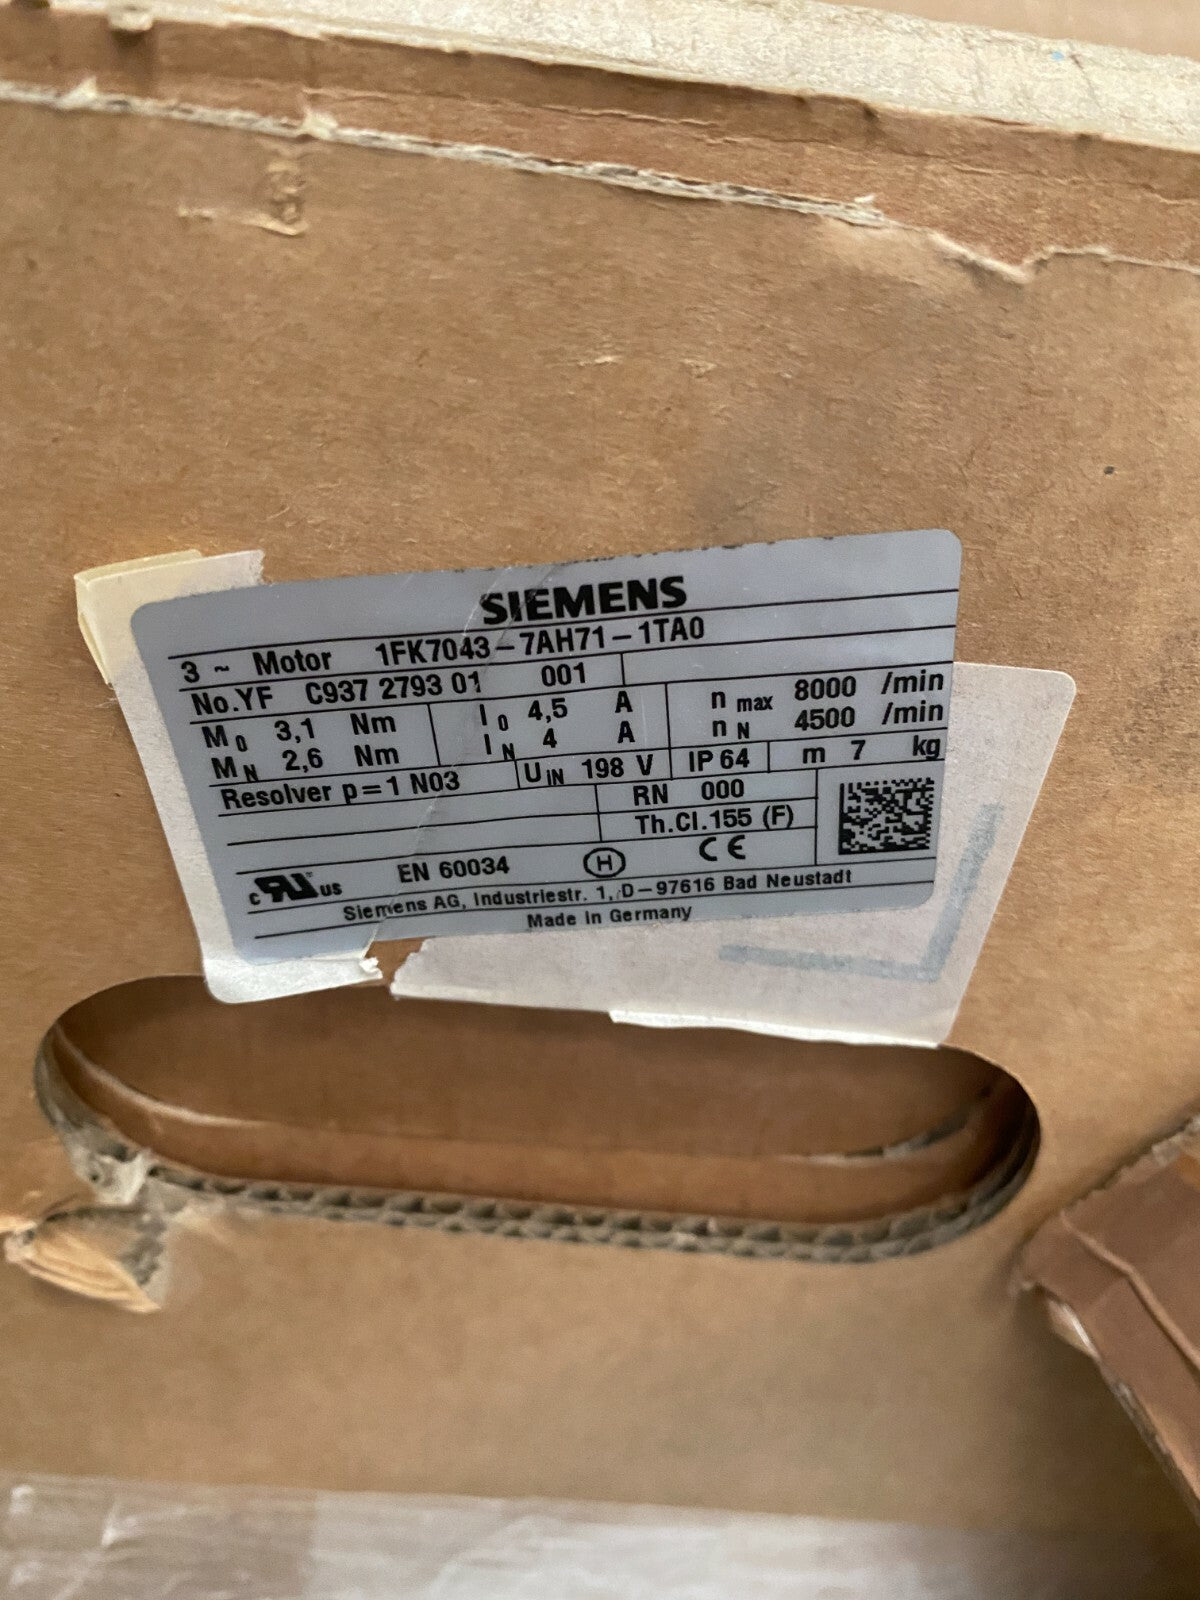 SIEMENS
3 ~ Motor 1FK7043-7AH71-1TA0
No.YF C937 2793 01 001
M0 3,1 Nm I0 4,5 A nmax 8000 /min
MN 2,6 Nm IN 4 A nN 4500 /min
Resolver p=1 N03 UIN 198 V IP 64 m 7 kg
RN 000
Th.Cl.155 (F)
c RU US EN 60034 H CE
Siemens AG, Industriestr. 1, D-97616 Bad Neustadt
Made in Germany